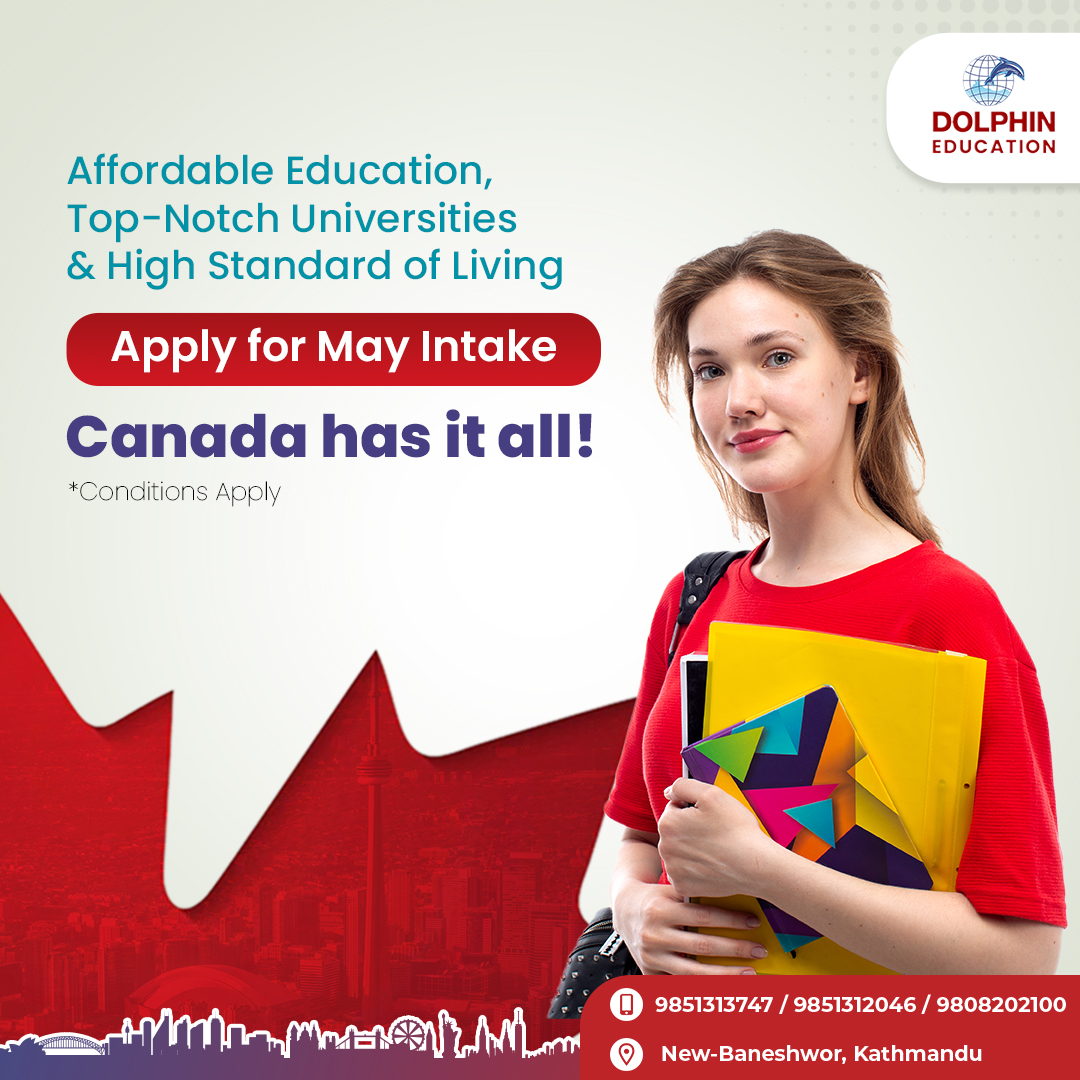 DOLPHIN
EDUCATION
Affordable Education,
Top-Notch Universities
& High Standard of Living
Apply for May Intake
Canada has it all!
*Conditions Apply
9851313747 / 9851312046 / 9808202100
New-Baneshwor, Kathmandu